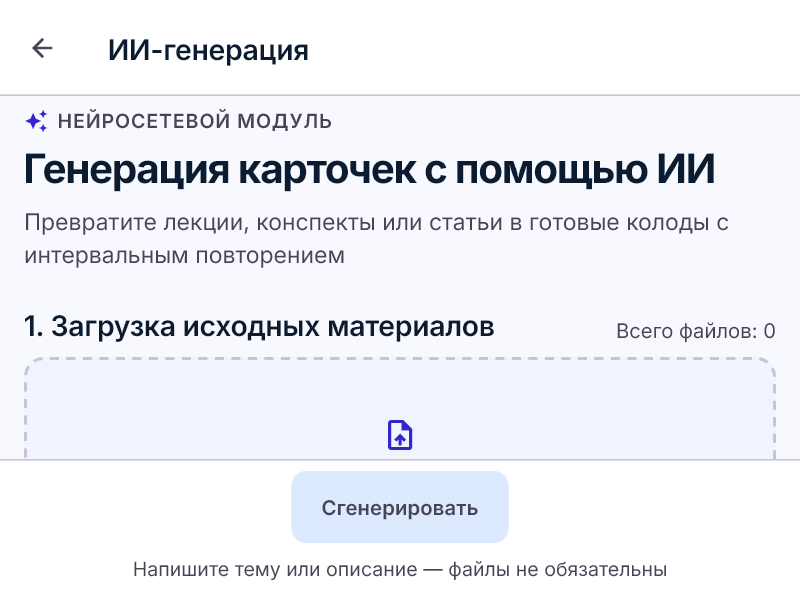 ИИ-генерация
НЕЙРОСЕТЕВОЙ МОДУЛЬ
Генерация карточек с помощью ИИ
Превратите лекции, конспекты или статьи в готовые колоды с
интервальным повторением
1. Загрузка исходных материалов
Всего файлов: 0
Сгенерировать
Напишите тему или описание — файлы не обязательны